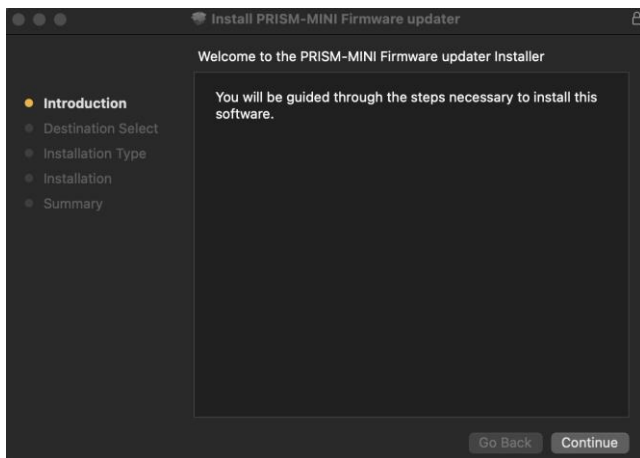 Install PRISM-MINI Firmware updater
Welcome to the PRISM-MINI Firmware updater Installer
Introduction
Destination Select
Installation Type
Installation
Summary
You will be guided through the steps necessary to install this
software.
Go Back
Continue